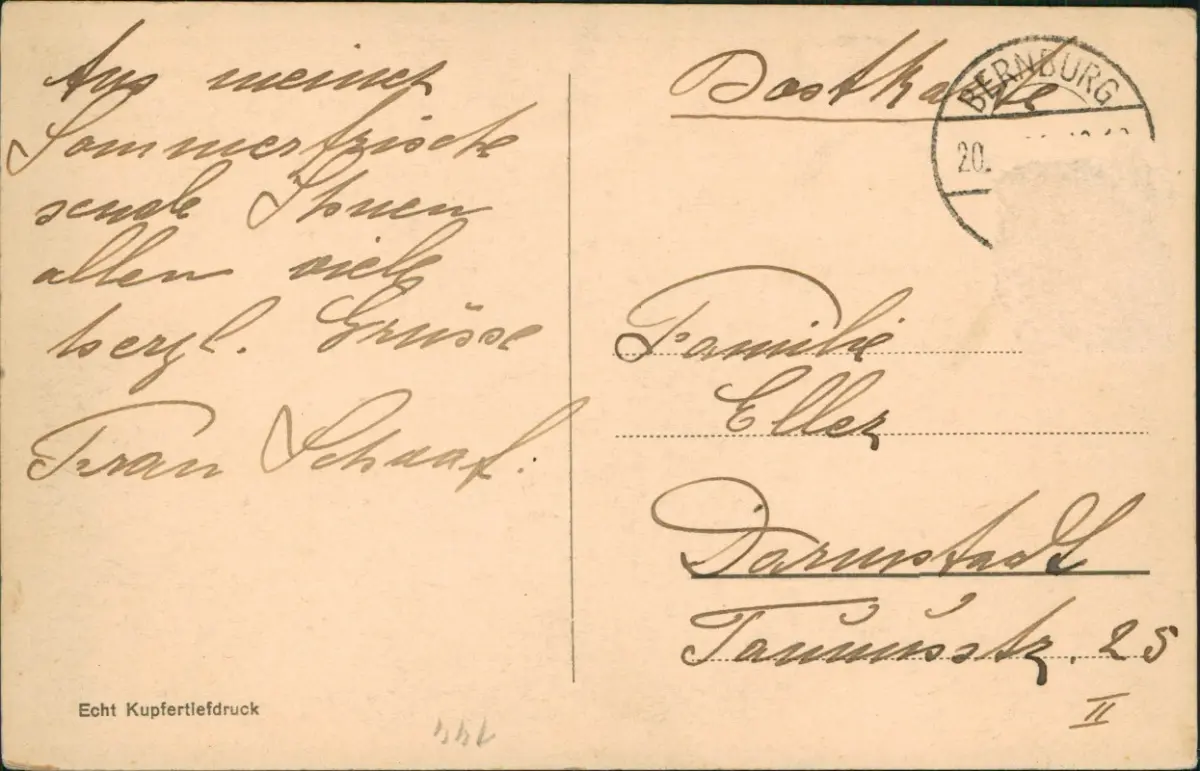 Aus meiner
Sommerfrische
sende Ihnen
allen viele
herzl. Grüsse
Frau Schaaf.
Echt Kupfertiefdruck
Postkarte
BERNBURG
20.
Familie
Eller
Darmstadt
Taunusstr. 25
II